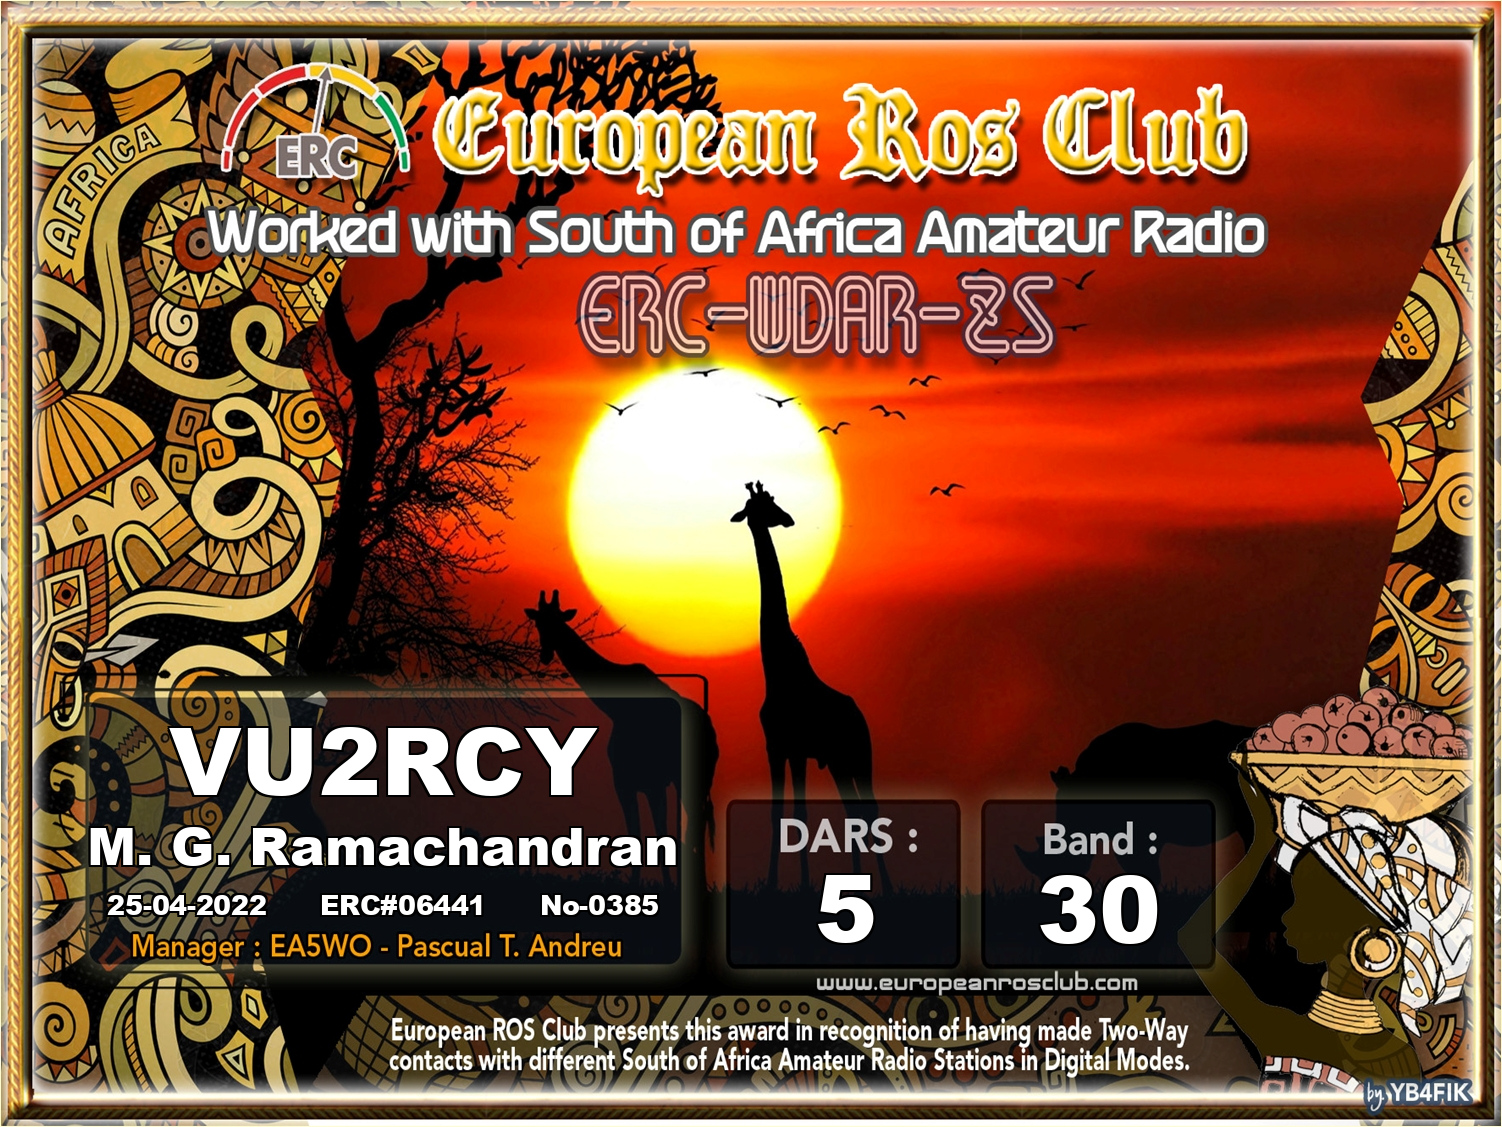 AFRICA
ERC
European Ros Club
Worked with South of Africa Amateur Radio
ERC-WDAR-ZS
VU2RCY
M. G. Ramachandran
25-04-2022 ERC#06441 No-0385
Manager : EA5WO - Pascual T. Andreu
DARS :
5
Band :
30
www.europeanrosclub.com
European ROS Club presents this award in recognition of having made Two-Way
contacts with different South of Africa Amateur Radio Stations in Digital Modes.
by. YB4FIK